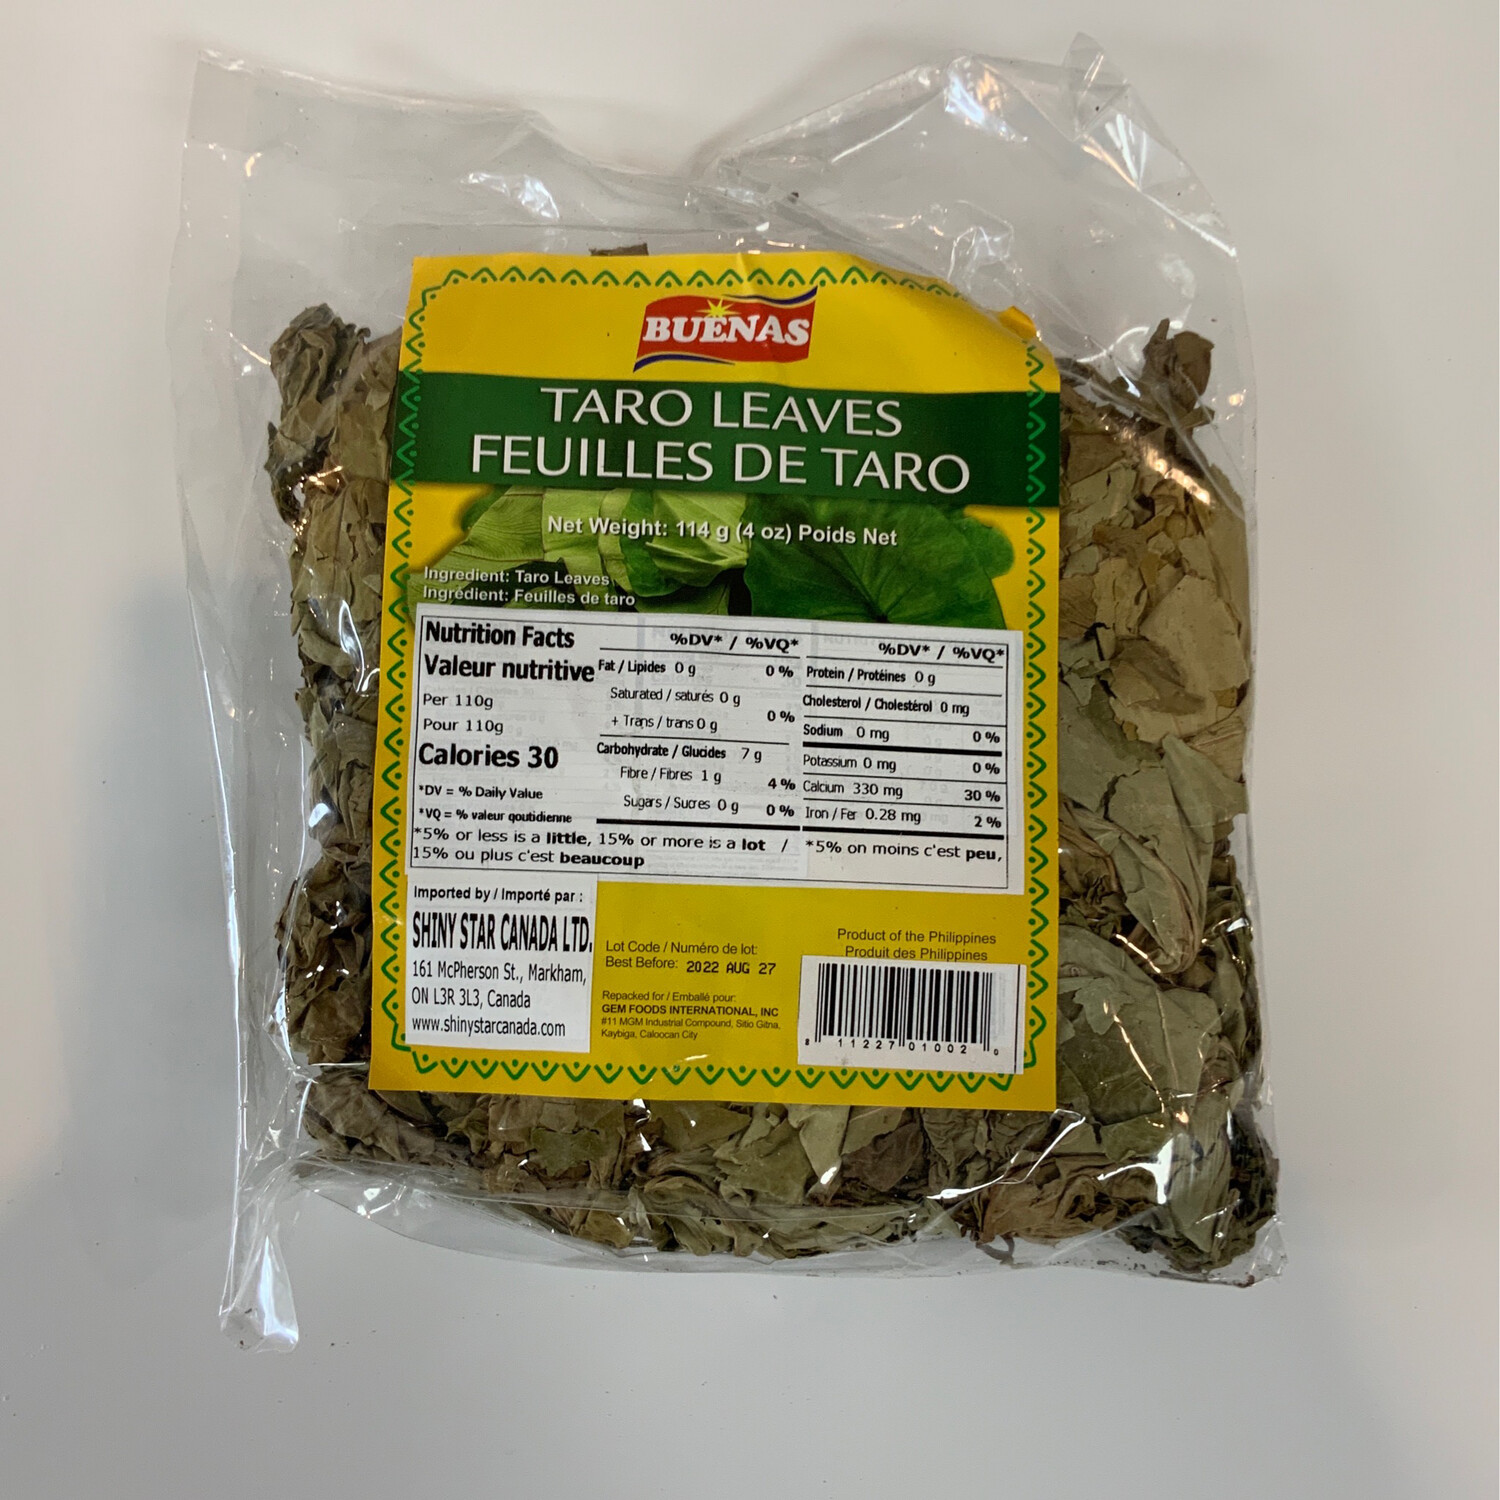 BUENAS
TARO LEAVES
FEUILLES DE TARO
Net Weight: 114 g (4 oz) Poids Net
Ingredient: Taro Leaves
Ingrédient: Feuilles de taro
Nutrition Facts
Valeur nutritive
Per 110g
Pour 110g
Calories 30
*DV = % Daily Value
*VQ = % valeur qoutidienne
%DV* / %VQ*
Fat / Lipides 0 g 0 %
Saturated / saturés 0 g
+ Trans / trans 0 g 0 %
Carbohydrate / Glucides 7 g
Fibre / Fibres 1 g 4 %
Sugars / Sucres 0 g 0 %
%DV* / %VQ*
Protein / Protéines 0 g
Cholesterol / Cholestérol 0 mg
Sodium 0 mg 0 %
Potassium 0 mg 0 %
Calcium 330 mg 30 %
Iron / Fer 0.28 mg 2 %
*5% or less is a little, 15% or more is a lot / *5% on moins c'est peu,
15% ou plus c'est beaucoup
Imported by / Importé par :
SHINY STAR CANADA LTD.
161 McPherson St., Markham,
ON L3R 3L3, Canada
www.shinystarcanada.com
Lot Code / Numéro de lot:
Best Before: 2022 AUG 27
Repacked for / Emballé pour:
GEM FOODS INTERNATIONAL, INC
#11 MGM Industrial Compound, Sitio Gitna,
Kaybiga, Caloocan City
Product of the Philippines
Produit des Philippines
8 11227 01002 0